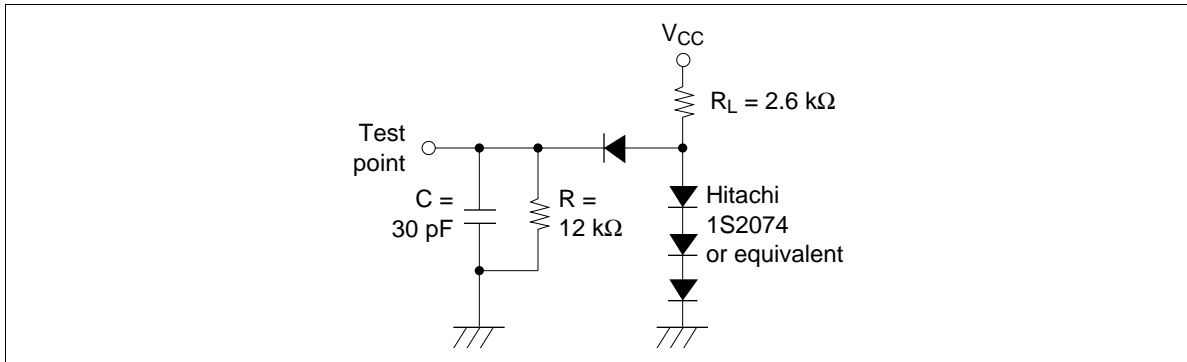 VCC
RL = 2.6 kΩ
Test
point
C =
30 pF
R =
12 kΩ
Hitachi
1S2074
or equivalent